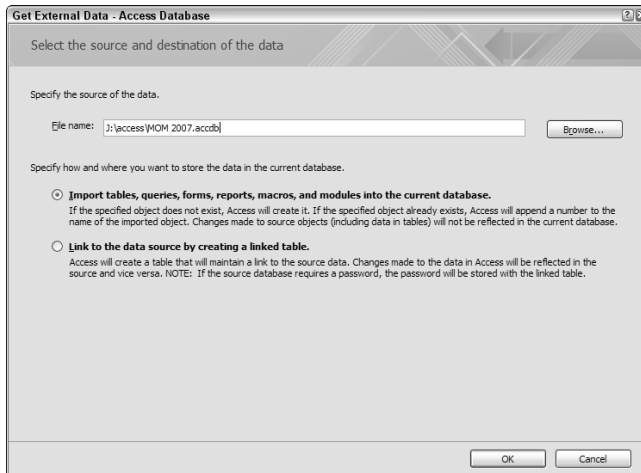 Get External Data - Access Database
Select the source and destination of the data
Specify the source of the data.
File name: J:\access\MOM 2007.accdb
Browse...
Specify how and where you want to store the data in the current database.
Import tables, queries, forms, reports, macros, and modules into the current database.
If the specified object does not exist, Access will create it. If the specified object already exists, Access will append a number to the
name of the imported object. Changes made to source objects (including data in tables) will not be reflected in the current database.
Link to the data source by creating a linked table.
Access will create a table that will maintain a link to the source data. Changes made to the data in Access will be reflected in the
source and vice versa. NOTE: If the source database requires a password, the password will be stored with the linked table.
OK Cancel